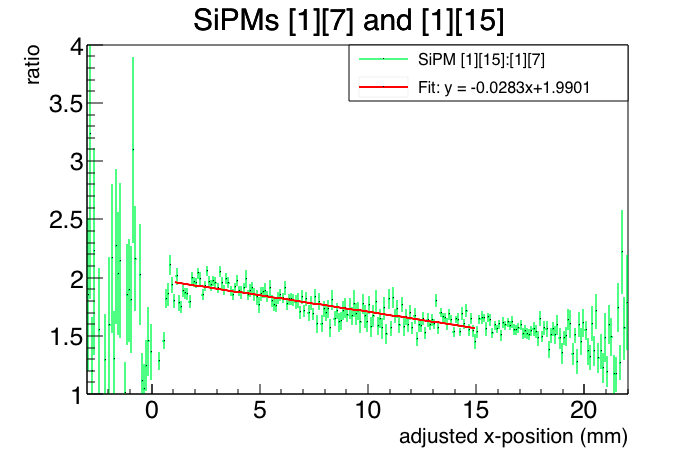 SiPMs [1][7] and [1][15]
ratio
SiPM [1][15]:[1][7]
Fit: y = -0.0283x+1.9901
4
3.5
3
2.5
2
1.5
1
0 5 10 15 20
adjusted x-position (mm)